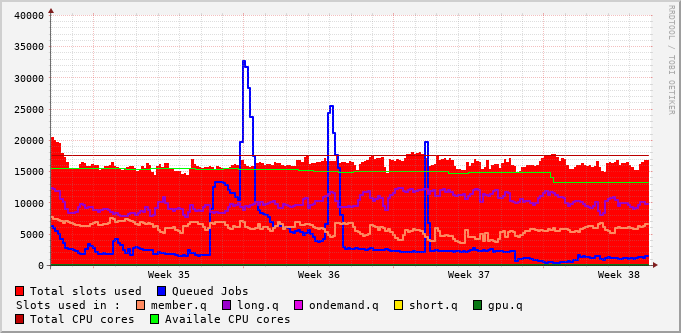 40000
35000
30000
25000
20000
15000
10000
5000
0
Week 35 Week 36 Week 37 Week 38
Total slots used Queued Jobs
Slots used in : member.q long.q ondemand.q short.q gpu.q
Total CPU cores Availale CPU cores
RRDTOOL / TOBI OETIKER